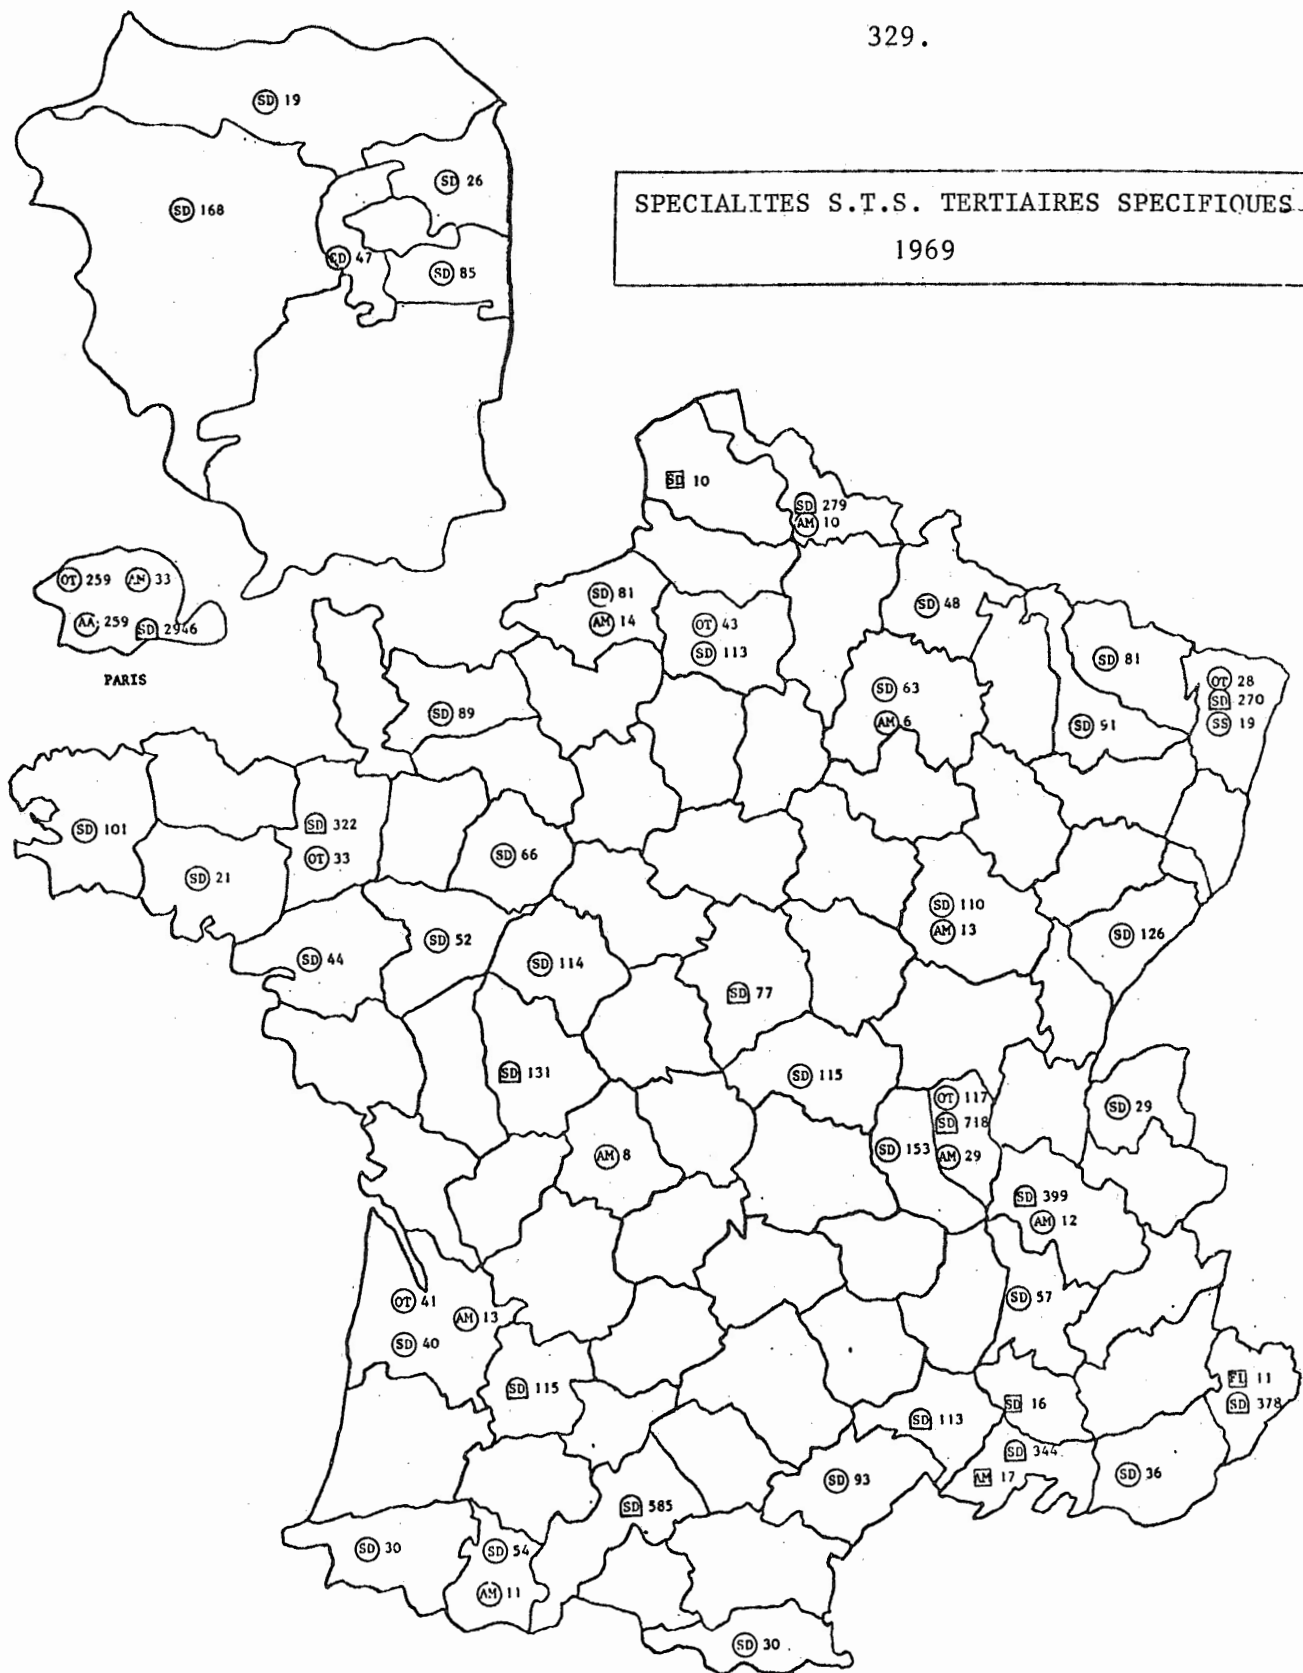 329.
SPECIALITES S.T.S. TERTIAIRES SPECIFIQUES
1969
SD 19
SD 26
SD 168
SD 47
SD 85
OT 259 AM 33
AA 259 SD 2946
PARIS
SD 10
SD 279
AM 10
SD 81
AM 14
OT 43
SD 113
SD 48
SD 63
AM 6
SD 81
SD 91
OT 28
SD 270
SS 19
SD 89
SD 101
SD 21
SD 322
OT 33
SD 66
SD 44
SD 52
SD 114
SD 77
SD 110
AM 13
SD 126
SD 131
SD 115
AM 8
SD 153
OT 117
SD 718
AM 29
SD 29
SD 399
AM 12
SD 57
OT 41
AM 13
SD 40
SD 115
SD 113
SD 16
FI 11
SD 378
SD 344
AM 17
SD 36
SD 93
SD 585
SD 30
SD 54
AM 11
SD 30